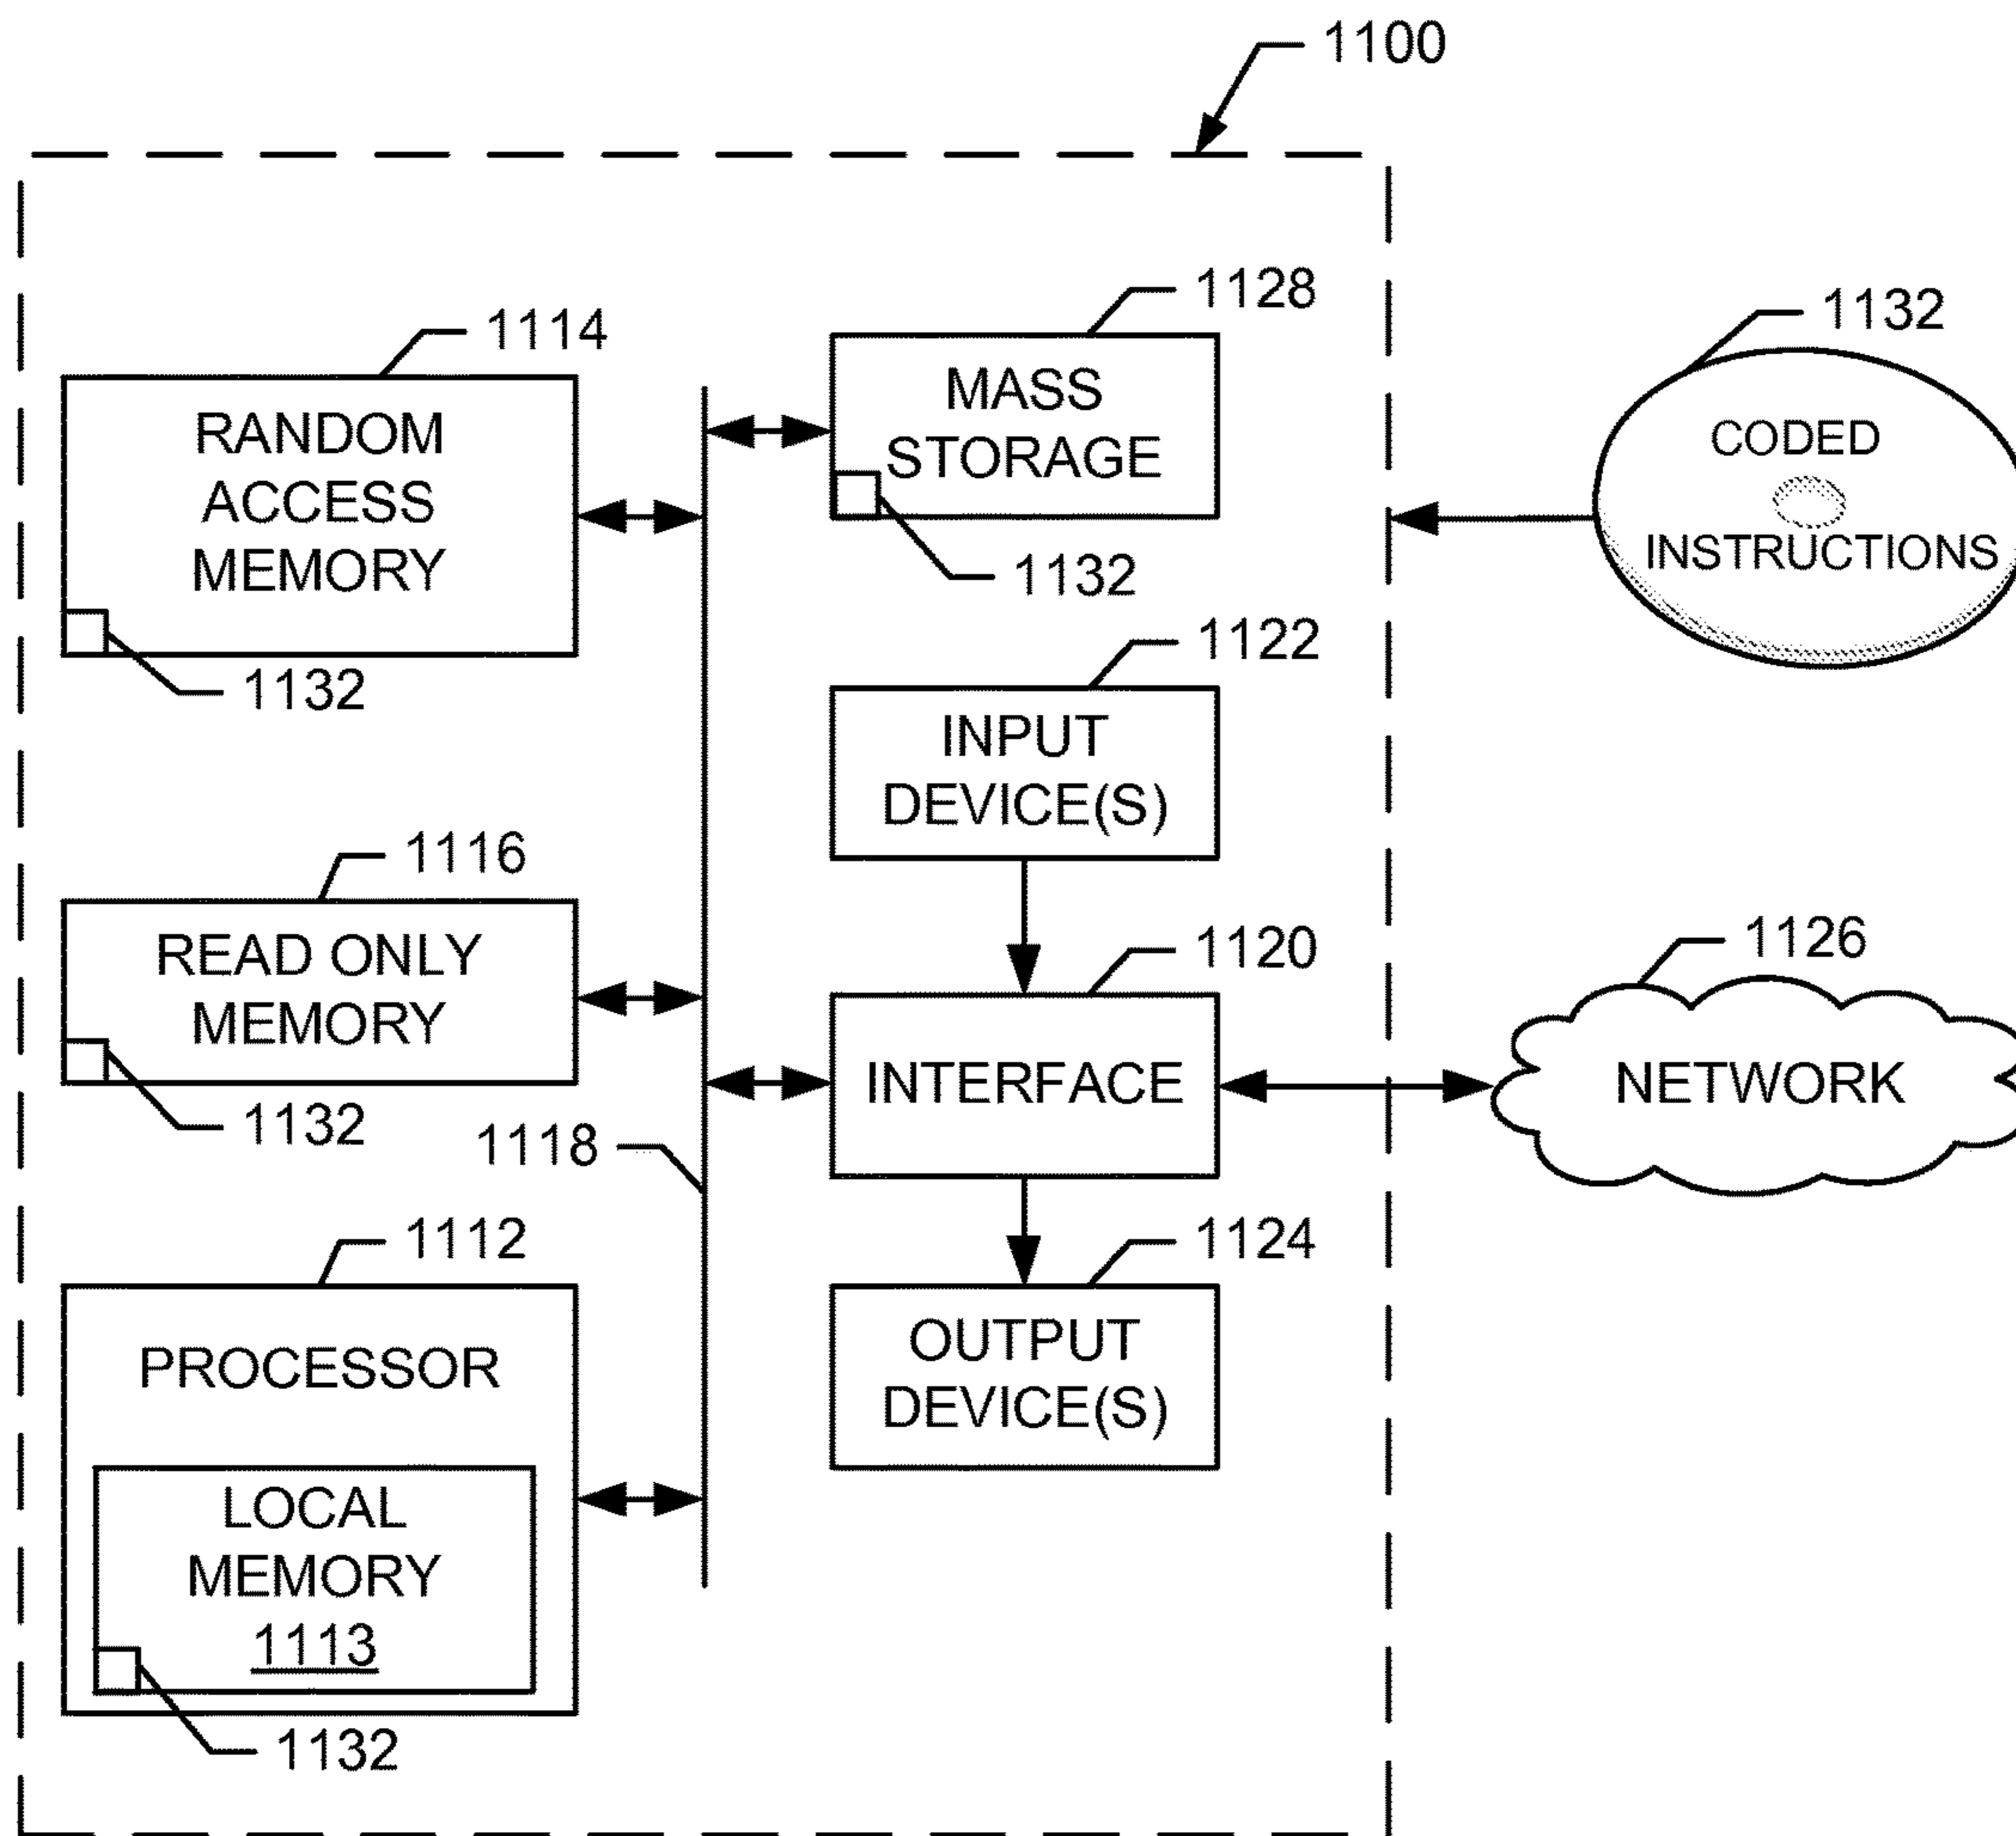 1100
1128
1132
1114
MASS
STORAGE
RANDOM
ACCESS
MEMORY
CODED
INSTRUCTIONS
1132
1132
1122
INPUT
DEVICE(S)
1116
READ ONLY
MEMORY
1120
1126
INTERFACE
NETWORK
1132
1118
1112
1124
PROCESSOR
OUTPUT
DEVICE(S)
LOCAL
MEMORY
1113
1132